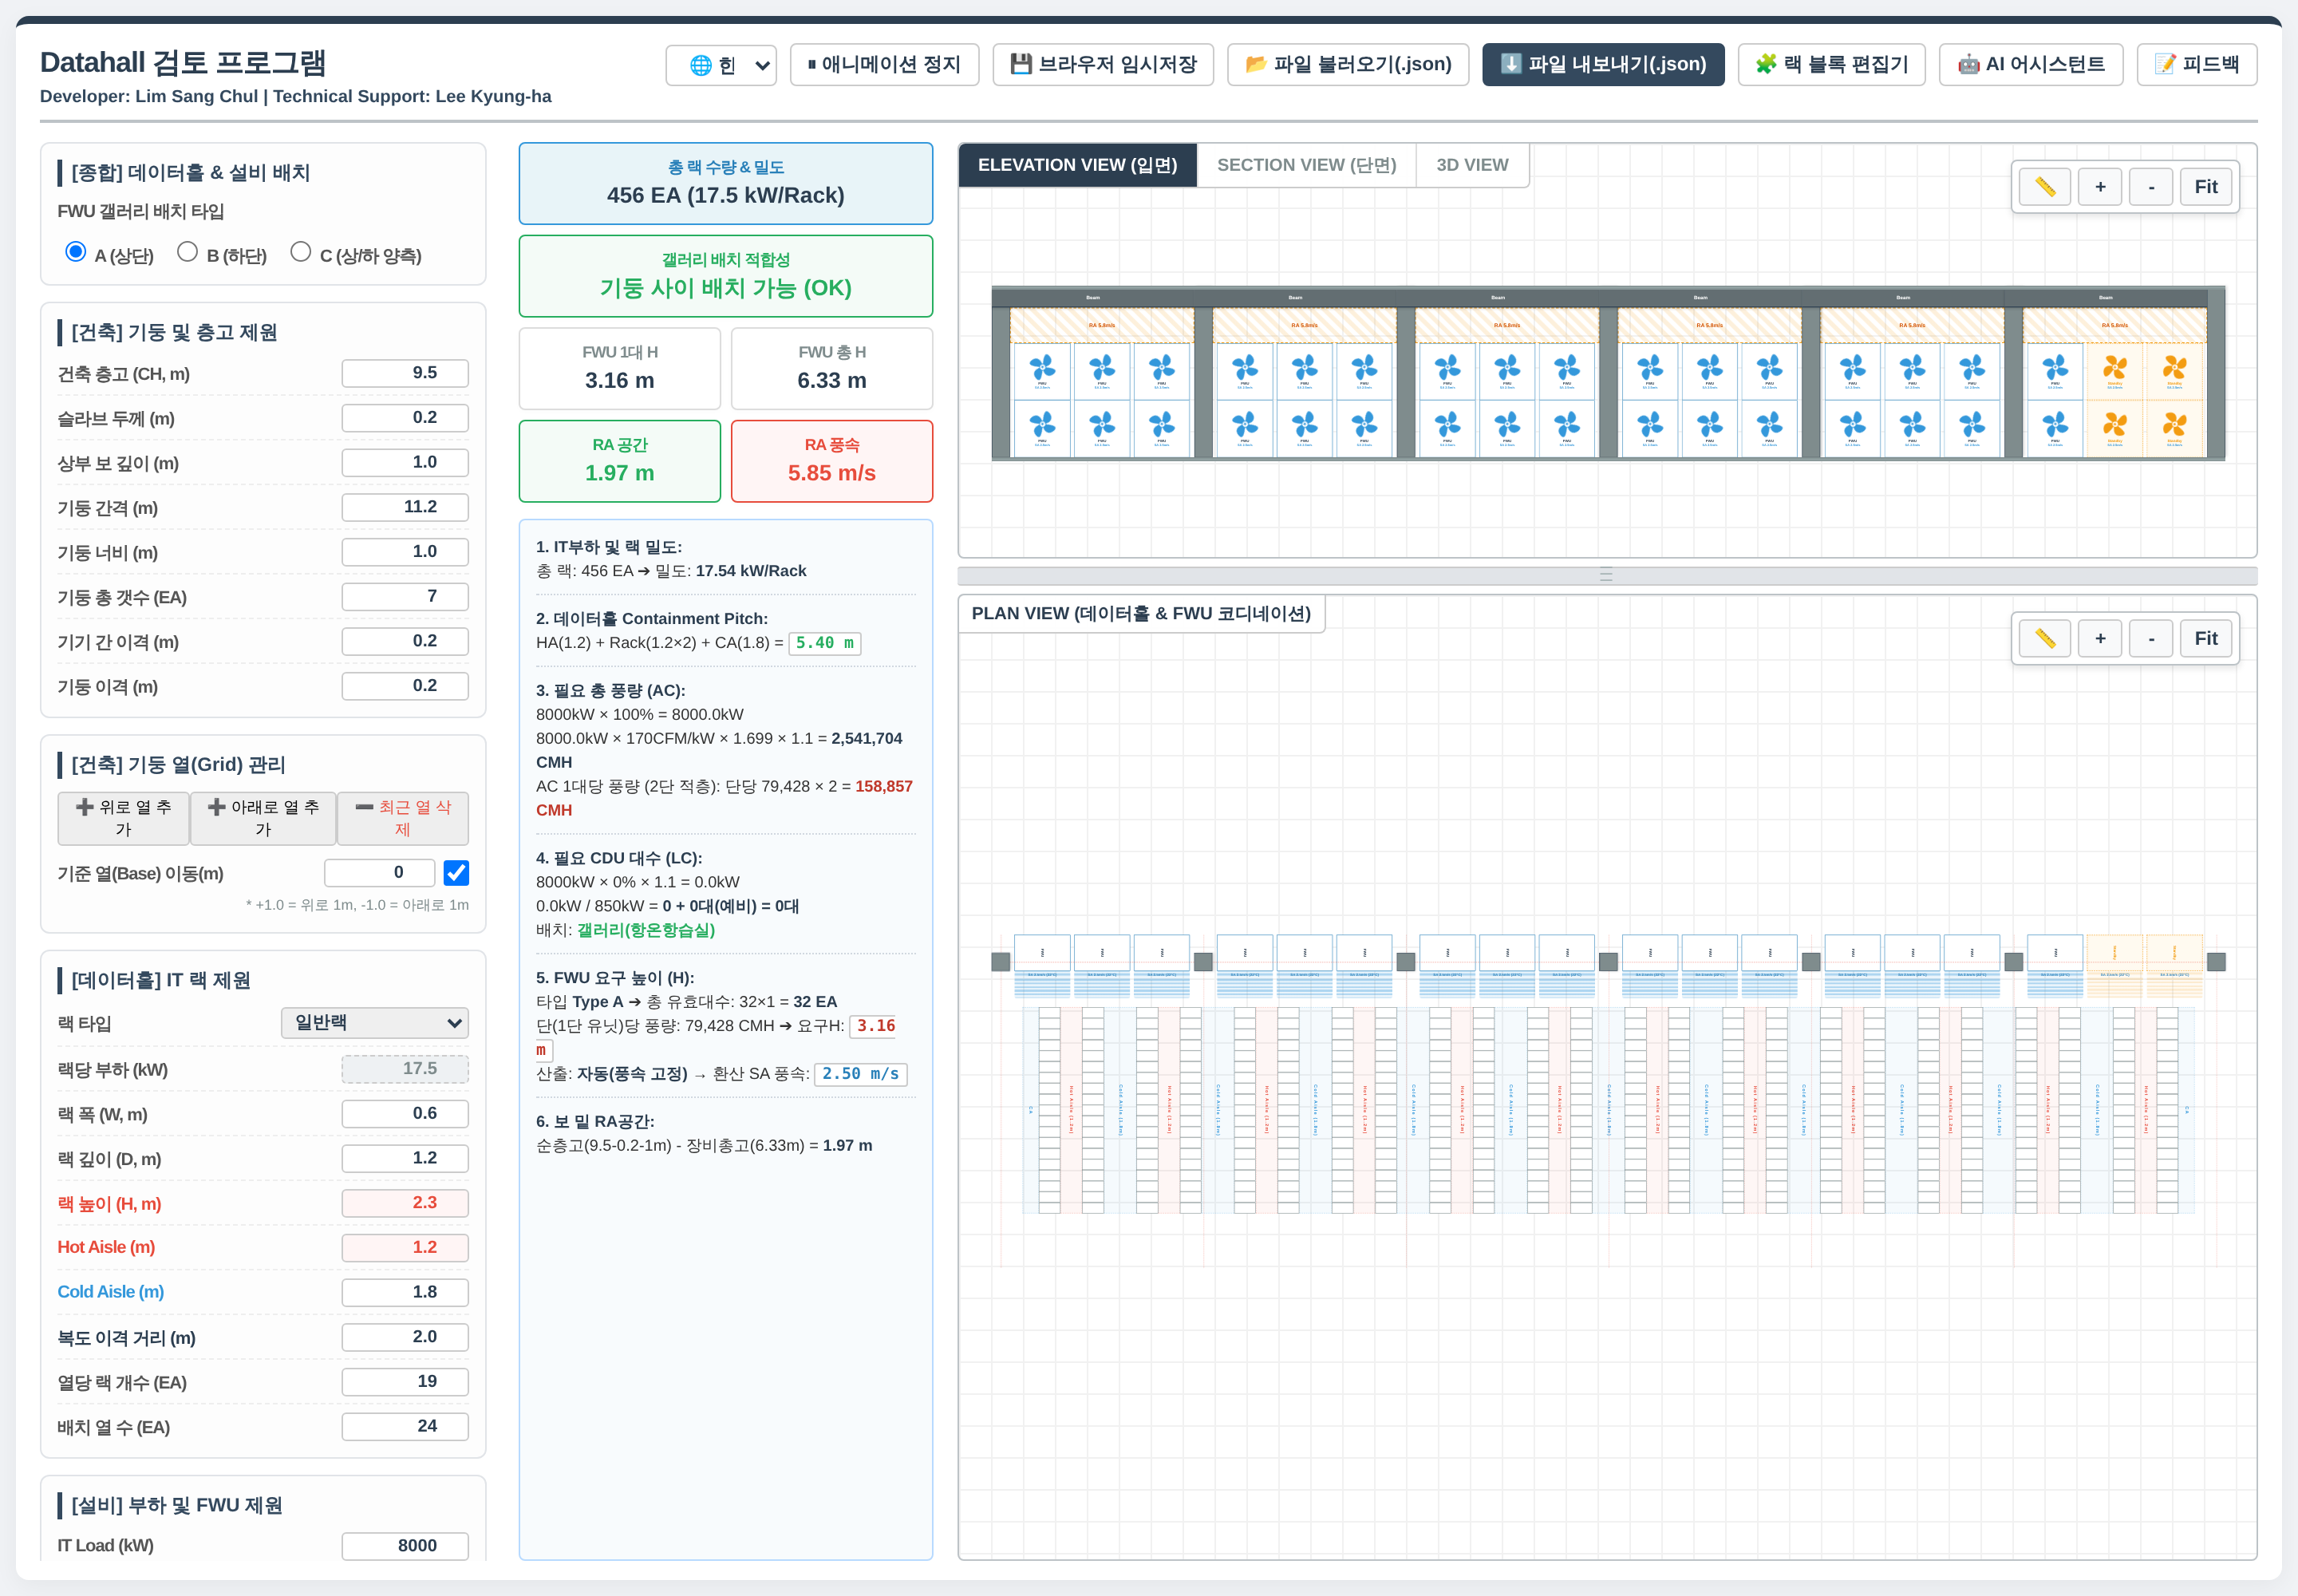 Datahall 검토 프로그램
Developer: Lim Sang Chul | Technical Support: Lee Kyung-ha
🌐 한
⏸ 애니메이션 정지
💾 브라우저 임시저장
📂 파일 불러오기(.json)
⬇️ 파일 내보내기(.json)
🧩 랙 블록 편집기
🤖 AI 어시스턴트
📝 피드백
[종합] 데이터홀 & 설비 배치
FWU 갤러리 배치 타입
A (상단)
B (하단)
C (상/하 양측)
[건축] 기둥 및 층고 제원
건축 층고 (CH, m) 9.5
슬라브 두께 (m) 0.2
상부 보 깊이 (m) 1.0
기둥 간격 (m) 11.2
기둥 너비 (m) 1.0
기둥 총 갯수 (EA) 7
기기 간 이격 (m) 0.2
기둥 이격 (m) 0.2
[건축] 기둥 열(Grid) 관리
➕ 위로 열 추
가
➕ 아래로 열 추
가
➖ 최근 열 삭
제
기준 열(Base) 이동(m) 0
* +1.0 = 위로 1m, -1.0 = 아래로 1m
[데이터홀] IT 랙 제원
랙 타입 일반랙
랙당 부하 (kW) 17.5
랙 폭 (W, m) 0.6
랙 깊이 (D, m) 1.2
랙 높이 (H, m) 2.3
Hot Aisle (m) 1.2
Cold Aisle (m) 1.8
복도 이격 거리 (m) 2.0
열당 랙 개수 (EA) 19
배치 열 수 (EA) 24
[설비] 부하 및 FWU 제원
IT Load (kW) 8000
총 랙 수량 & 밀도
456 EA (17.5 kW/Rack)
갤러리 배치 적합성
기둥 사이 배치 가능 (OK)
FWU 1대 H
3.16 m
FWU 총 H
6.33 m
RA 공간
1.97 m
RA 풍속
5.85 m/s
1. IT부하 및 랙 밀도:
총 랙: 456 EA ➔ 밀도: 17.54 kW/Rack
2. 데이터홀 Containment Pitch:
HA(1.2) + Rack(1.2×2) + CA(1.8) = 5.40 m
3. 필요 총 풍량 (AC):
8000kW × 100% = 8000.0kW
8000.0kW × 170CFM/kW × 1.699 × 1.1 = 2,541,704
CMH
AC 1대당 풍량 (2단 적층): 단당 79,428 × 2 = 158,857
CMH
4. 필요 CDU 대수 (LC):
8000kW × 0% × 1.1 = 0.0kW
0.0kW / 850kW = 0 + 0대(예비) = 0대
배치: 갤러리(항온항습실)
5. FWU 요구 높이 (H):
타입 Type A ➔ 총 유효대수: 32×1 = 32 EA
단(1단 유닛)당 풍량: 79,428 CMH ➔ 요구H: 3.16
m
산출: 자동(풍속 고정) → 환산 SA 풍속: 2.50 m/s
6. 보 밑 RA공간:
순층고(9.5-0.2-1m) - 장비총고(6.33m) = 1.97 m
ELEVATION VIEW (입면)
SECTION VIEW (단면)
3D VIEW
📏 + - Fit
Beam Beam Beam Beam Beam Beam
RA 5.8m/s RA 5.8m/s RA 5.8m/s RA 5.8m/s RA 5.8m/s RA 5.8m/s
PLAN VIEW (데이터홀 & FWU 코디네이션)
📏 + - Fit